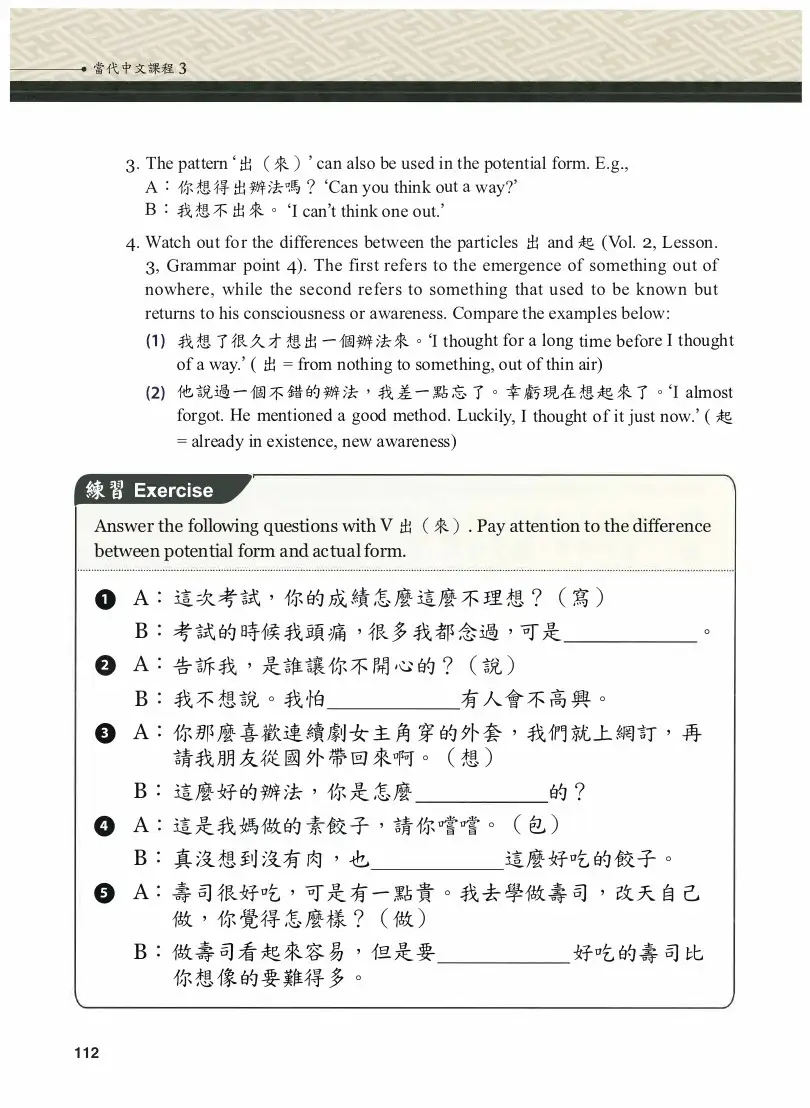 當代中文課程 3
3. The pattern ‘出（來）’ can also be used in the potential form. E.g.,
A：你想得出辦法嗎？ ‘Can you think out a way?’
B：我想不出來。 ‘I can’t think one out.’
4. Watch out for the differences between the particles 出 and 起 (Vol. 2, Lesson.
3, Grammar point 4). The first refers to the emergence of something out of
nowhere, while the second refers to something that used to be known but
returns to his consciousness or awareness. Compare the examples below:
(1) 我想了很久才想出一個辦法來。‘I thought for a long time before I thought
of a way.’ ( 出 = from nothing to something, out of thin air)
(2) 他說過一個不錯的辦法，我差一點忘了。幸虧現在想起來了。‘I almost
forgot. He mentioned a good method. Luckily, I thought of it just now.’ ( 起
= already in existence, new awareness)
練習 Exercise
Answer the following questions with V 出（來）. Pay attention to the difference
between potential form and actual form.
1 A：這次考試，你的成績怎麼這麼不理想？（寫）
B：考試的時候我頭痛，很多我都念過，可是____________。
2 A：告訴我，是誰讓你不開心的？（說）
B：我不想說。我怕____________有人會不高興。
3 A：你那麼喜歡連續劇女主角穿的外套，我們就上網訂，再
請我朋友從國外帶回來啊。（想）
B：這麼好的辦法，你是怎麼____________的？
4 A：這是我媽做的素餃子，請你嚐嚐。（包）
B：真沒想到沒有肉，也____________這麼好吃的餃子。
5 A：壽司很好吃，可是有一點貴。我去學做壽司，改天自己
做，你覺得怎麼樣？（做）
B：做壽司看起來容易，但是要____________好吃的壽司比
你想像的要難得多。
112